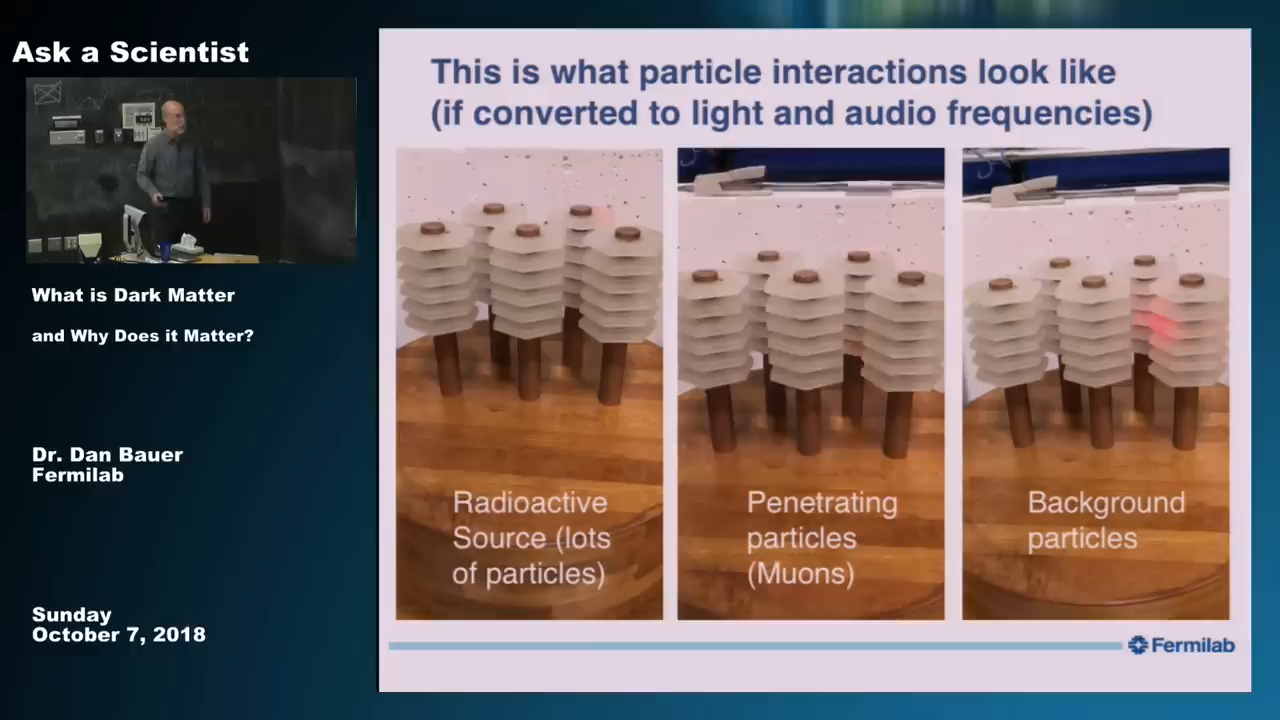 Ask a Scientist
What is Dark Matter
and Why Does it Matter?
Dr. Dan Bauer
Fermilab
Sunday
October 7, 2018
This is what particle interactions look like
(if converted to light and audio frequencies)
Radioactive
Source (lots
of particles)
Penetrating
particles
(Muons)
Background
particles
Fermilab